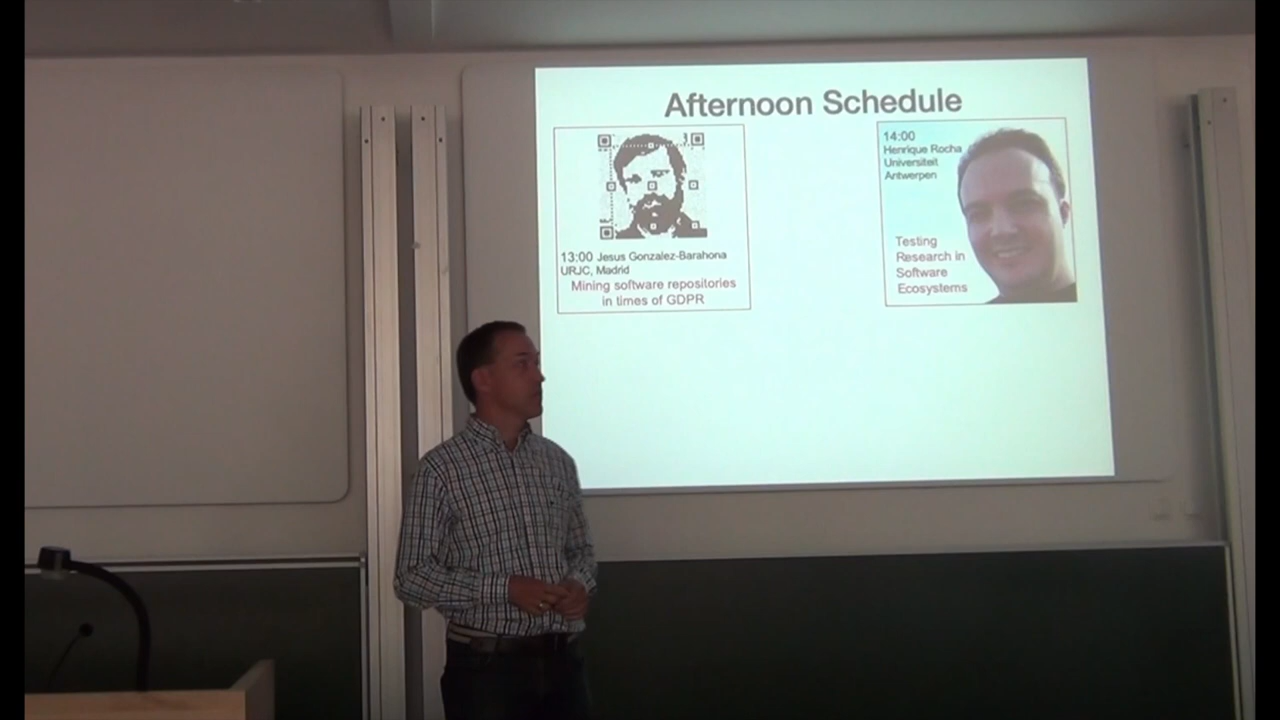 Afternoon Schedule
13:00 Jesus Gonzalez-Barahona
URJC, Madrid
Mining software repositories
in times of GDPR
14:00
Henrique Rocha
Universiteit
Antwerpen
Testing
Research in
Software
Ecosystems